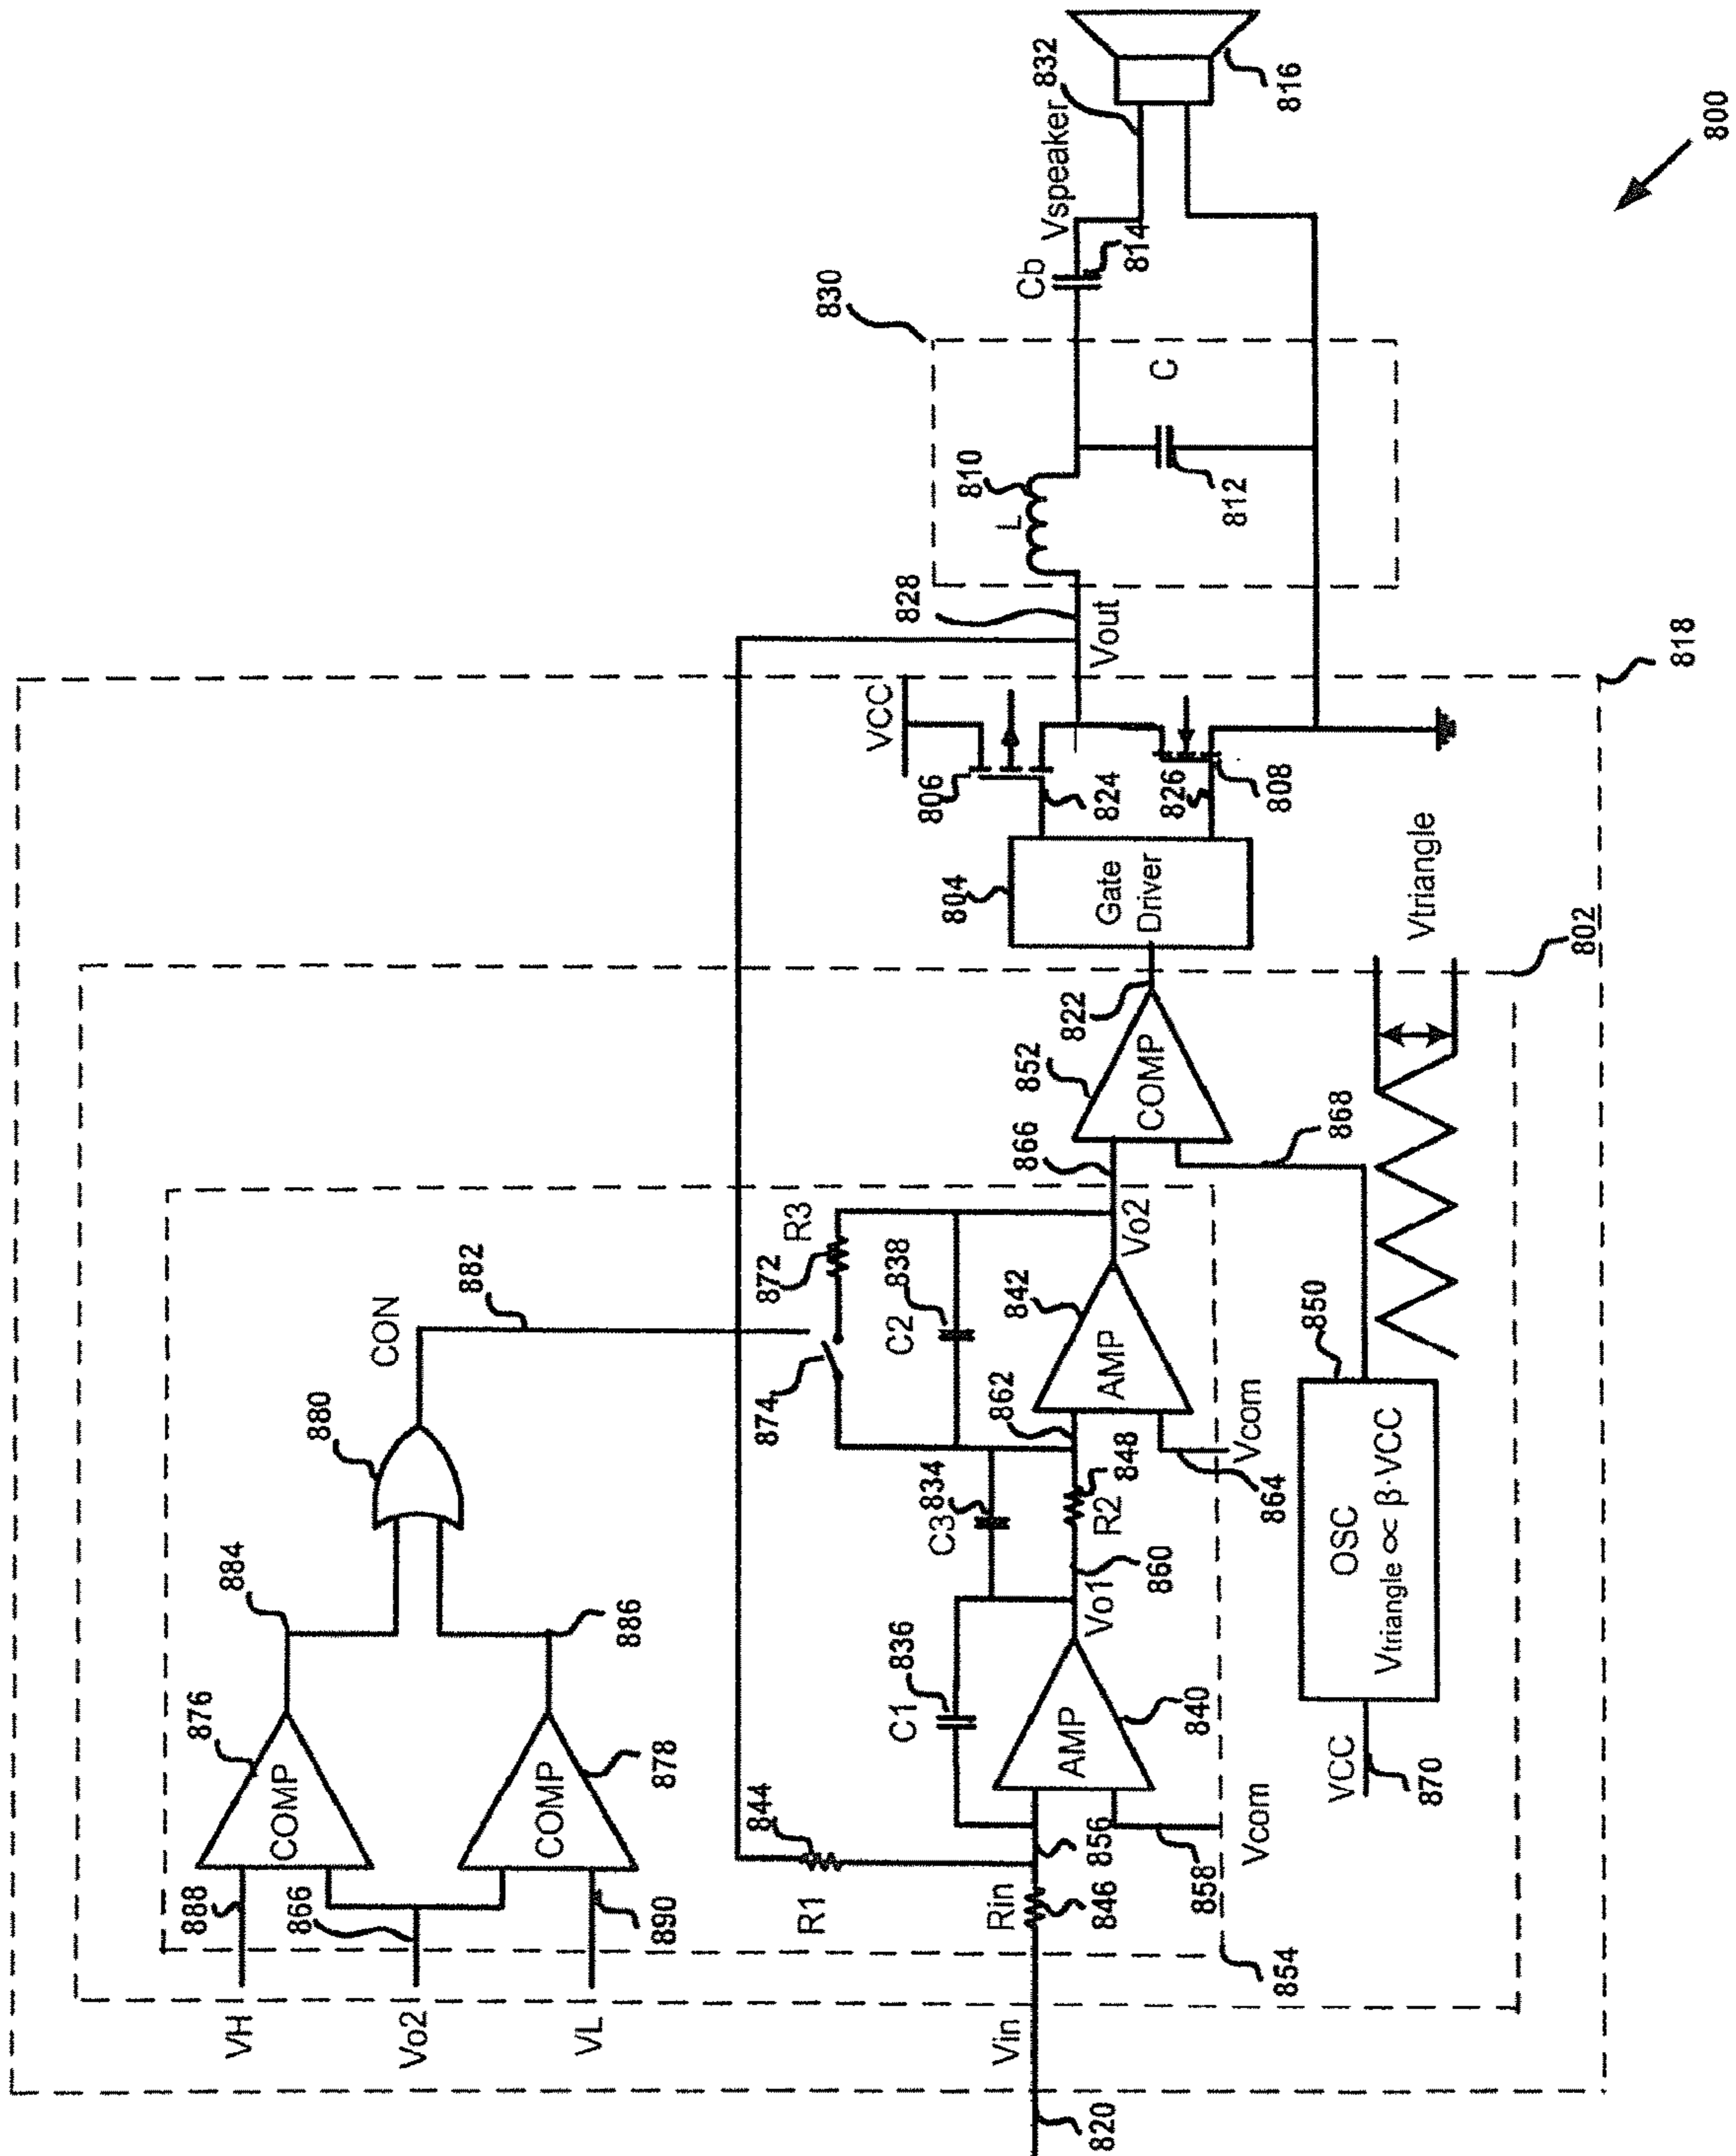 800
818
802
854
VH
888
Vo2
866
VL
890
876
COMP
878
COMP
884
886
880
CON
882
844
R1
Vin
820
Rin
846
856
858
Vcom
C1
836
AMP
840
Vo1
860
C3
834
R2
848
862
864
Vcom
874
872
R3
C2
838
842
AMP
Vo2
866
852
COMP
822
868
VCC
870
OSC
Vtriangle ∝ β·VCC
850
Vtriangle
804
Gate
Driver
806
VCC
824
826
808
828
Vout
830
810
L
812
C
Cb
814
Vspeaker
832
816